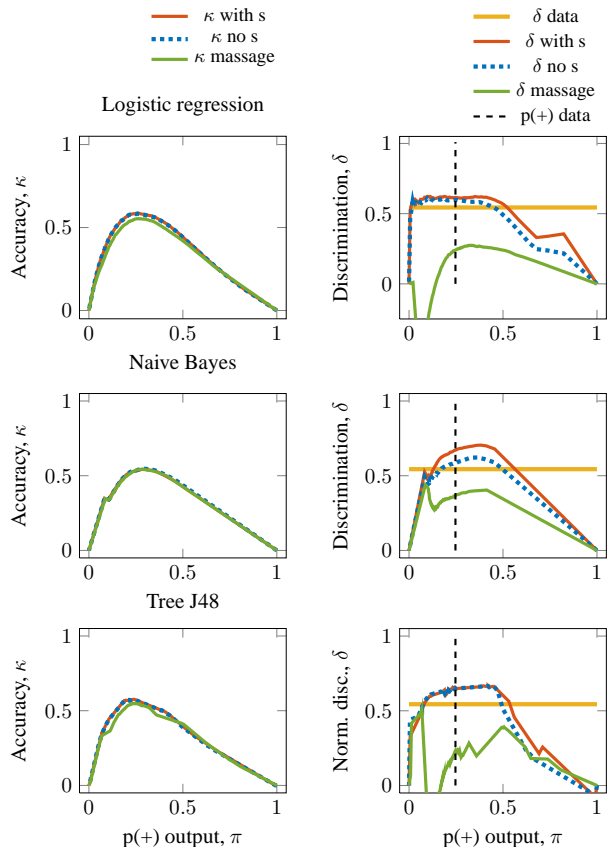 κ with s
κ no s
κ massage
δ data
δ with s
δ no s
δ massage
p(+) data
Logistic regression
1
0.5
0
Accuracy, κ
0 0.5 1
1
0.5
0
Discrimination, δ
0 0.5 1
Naive Bayes
1
0.5
0
Accuracy, κ
0 0.5 1
1
0.5
0
Discrimination, δ
0 0.5 1
Tree J48
1
0.5
0
Accuracy, κ
0 0.5 1
p(+) output, π
1
0.5
0
Norm. disc., δ
0 0.5 1
p(+) output, π